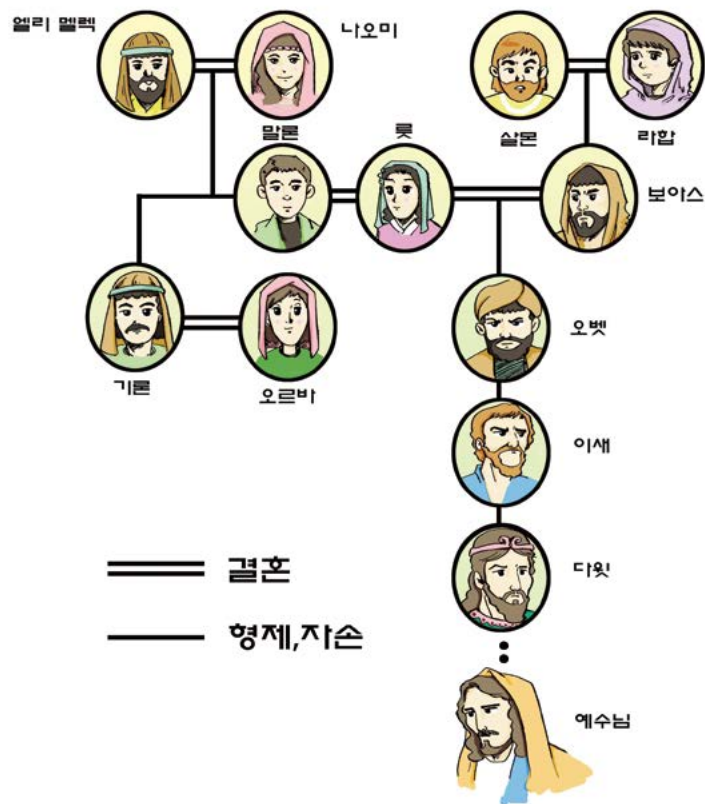 엘리 멜렉
나오미
말론
룻
살몬
라합
보아스
기론
오르바
오벳
이새
다윗
결혼
형제,자손
예수님